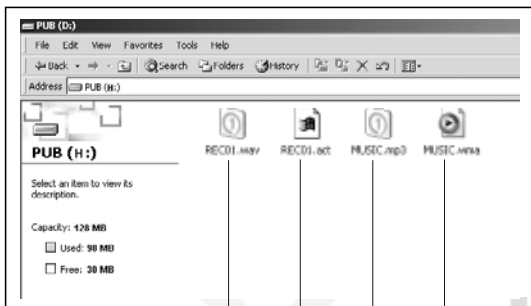 PUB (D:)
File Edit View Favorites Tools Help
Back Search Folders History
Address PUB (H:)
PUB (H:)
REC01.wav REC01.act MUSIC.mp3 MUSIC.wma
Select an item to view its
description.
Capacity: 128 MB
Used: 98 MB
Free: 30 MB